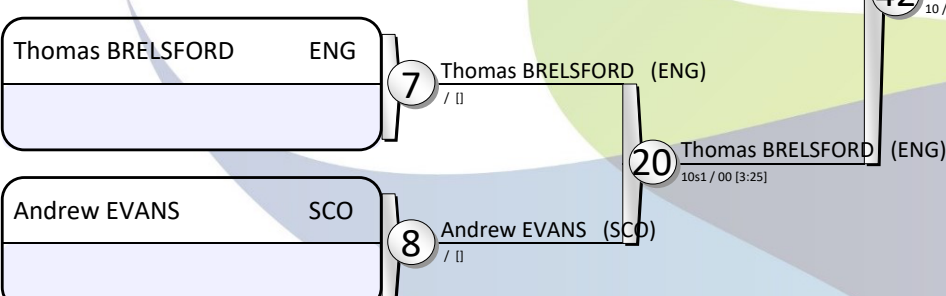 10 /
Thomas BRELSFORD ENG
7 Thomas BRELSFORD (ENG)
/ []
20 Thomas BRELSFORD (ENG)
10s1 / 00 [3:25]
Andrew EVANS SCO
8 Andrew EVANS (SCO)
/ []